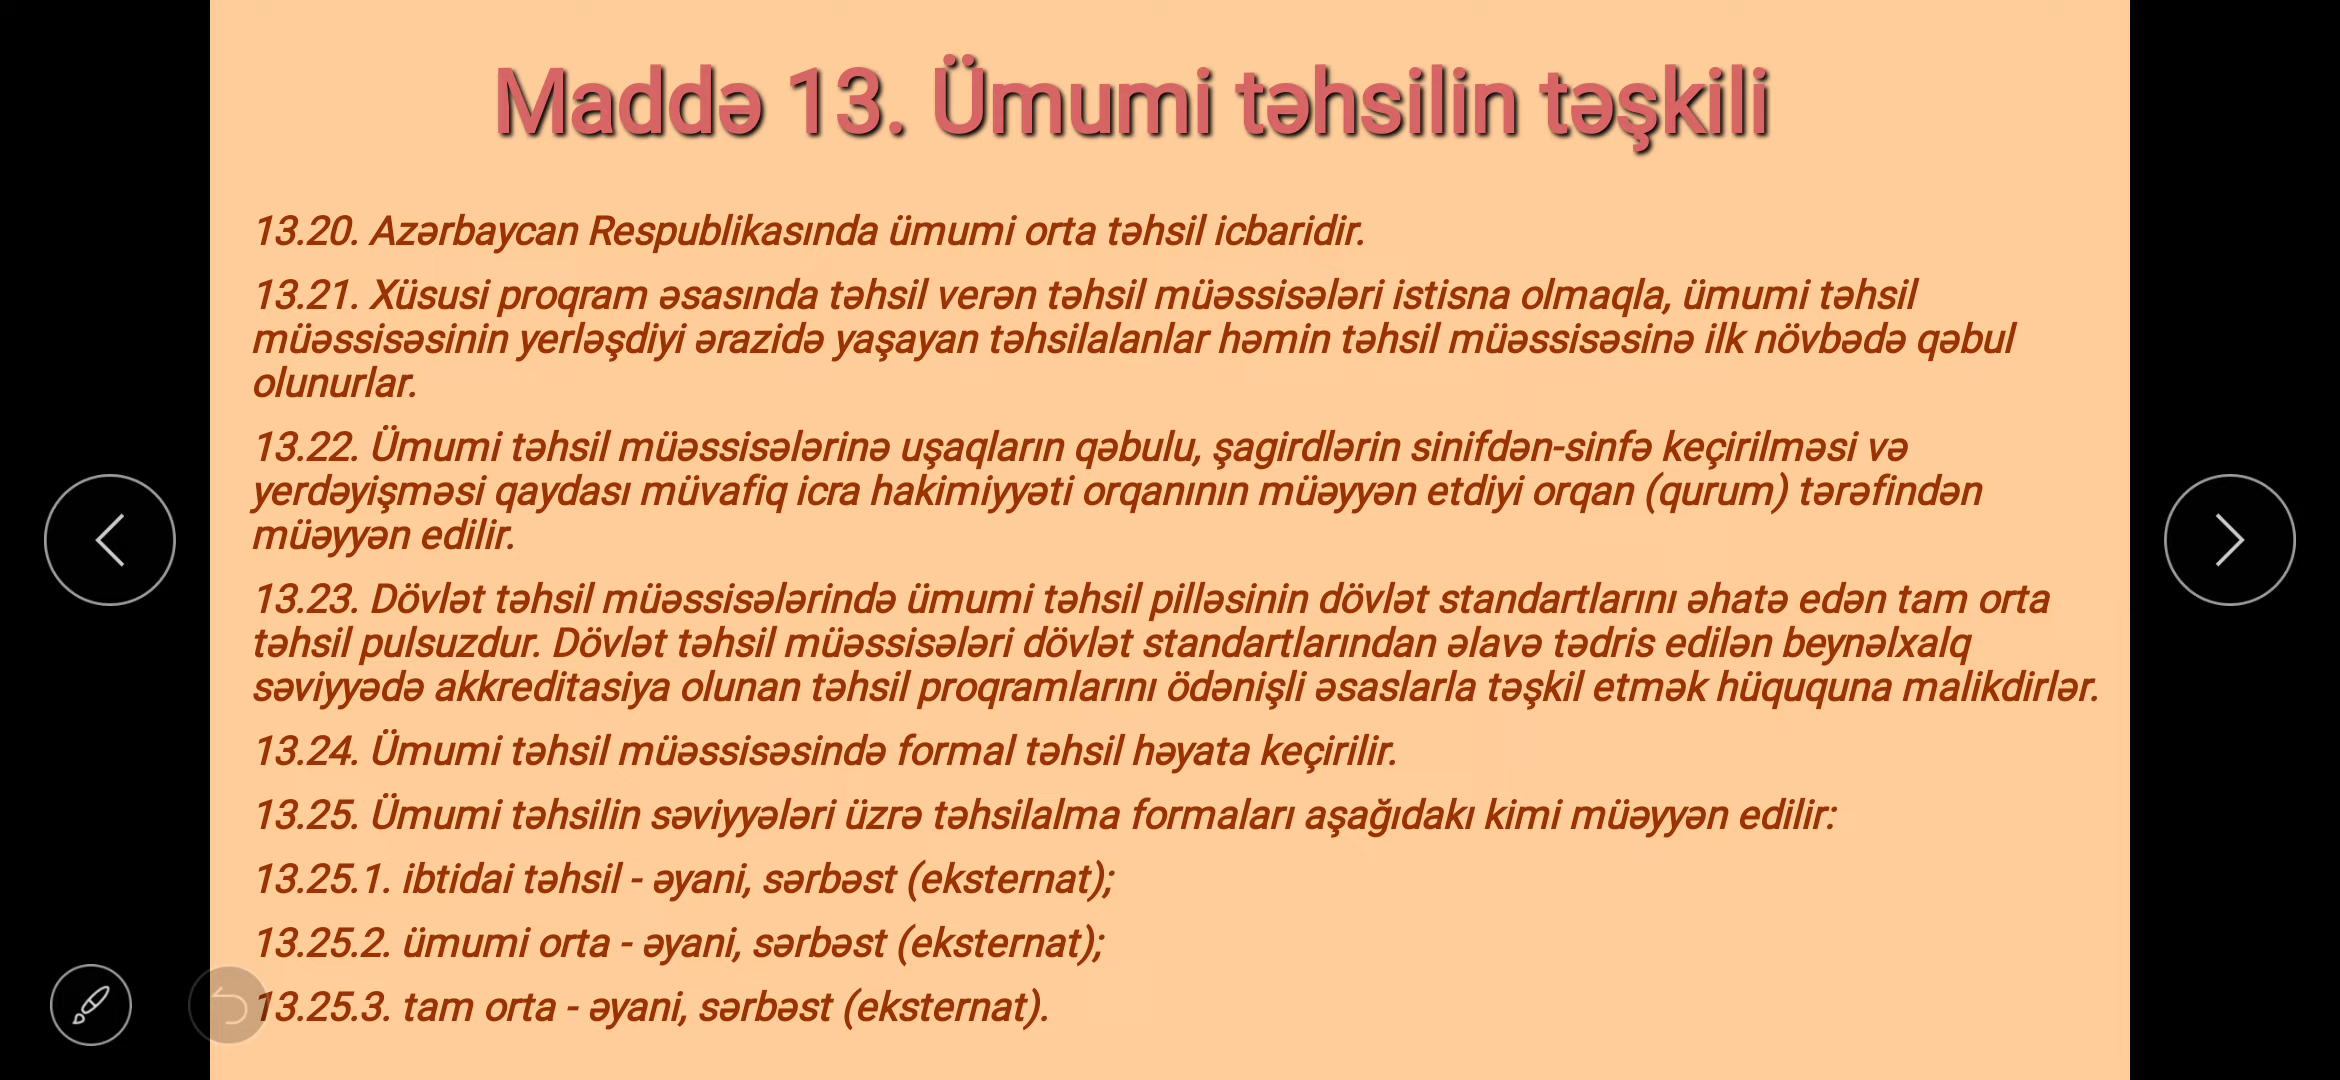 Maddə 13. Ümumi təhsilin təşkili
13.20. Azərbaycan Respublikasında ümumi orta təhsil icbaridir.
13.21. Xüsusi proqram əsasında təhsil verən təhsil müəssisələri istisna olmaqla, ümumi təhsil
müəssisəsinin yerləşdiyi ərazidə yaşayan təhsilalanlar həmin təhsil müəssisəsinə ilk növbədə qəbul
olunurlar.
13.22. Ümumi təhsil müəssisələrinə uşaqların qəbulu, şagirdlərin sinifdən-sinfə keçirilməsi və
yerdəyişməsi qaydası müvafiq icra hakimiyyəti orqanının müəyyən etdiyi orqan (qurum) tərəfindən
müəyyən edilir.
13.23. Dövlət təhsil müəssisələrində ümumi təhsil pilləsinin dövlət standartlarını əhatə edən tam orta
təhsil pulsuzdur. Dövlət təhsil müəssisələri dövlət standartlarından əlavə tədris edilən beynəlxalq
səviyyədə akkreditasiya olunan təhsil proqramlarını ödənişli əsaslarla təşkil etmək hüququna malikdirlər.
13.24. Ümumi təhsil müəssisəsində formal təhsil həyata keçirilir.
13.25. Ümumi təhsilin səviyyələri üzrə təhsilalma formaları aşağıdakı kimi müəyyən edilir:
13.25.1. ibtidai təhsil - əyani, sərbəst (eksternat);
13.25.2. ümumi orta - əyani, sərbəst (eksternat);
13.25.3. tam orta - əyani, sərbəst (eksternat).